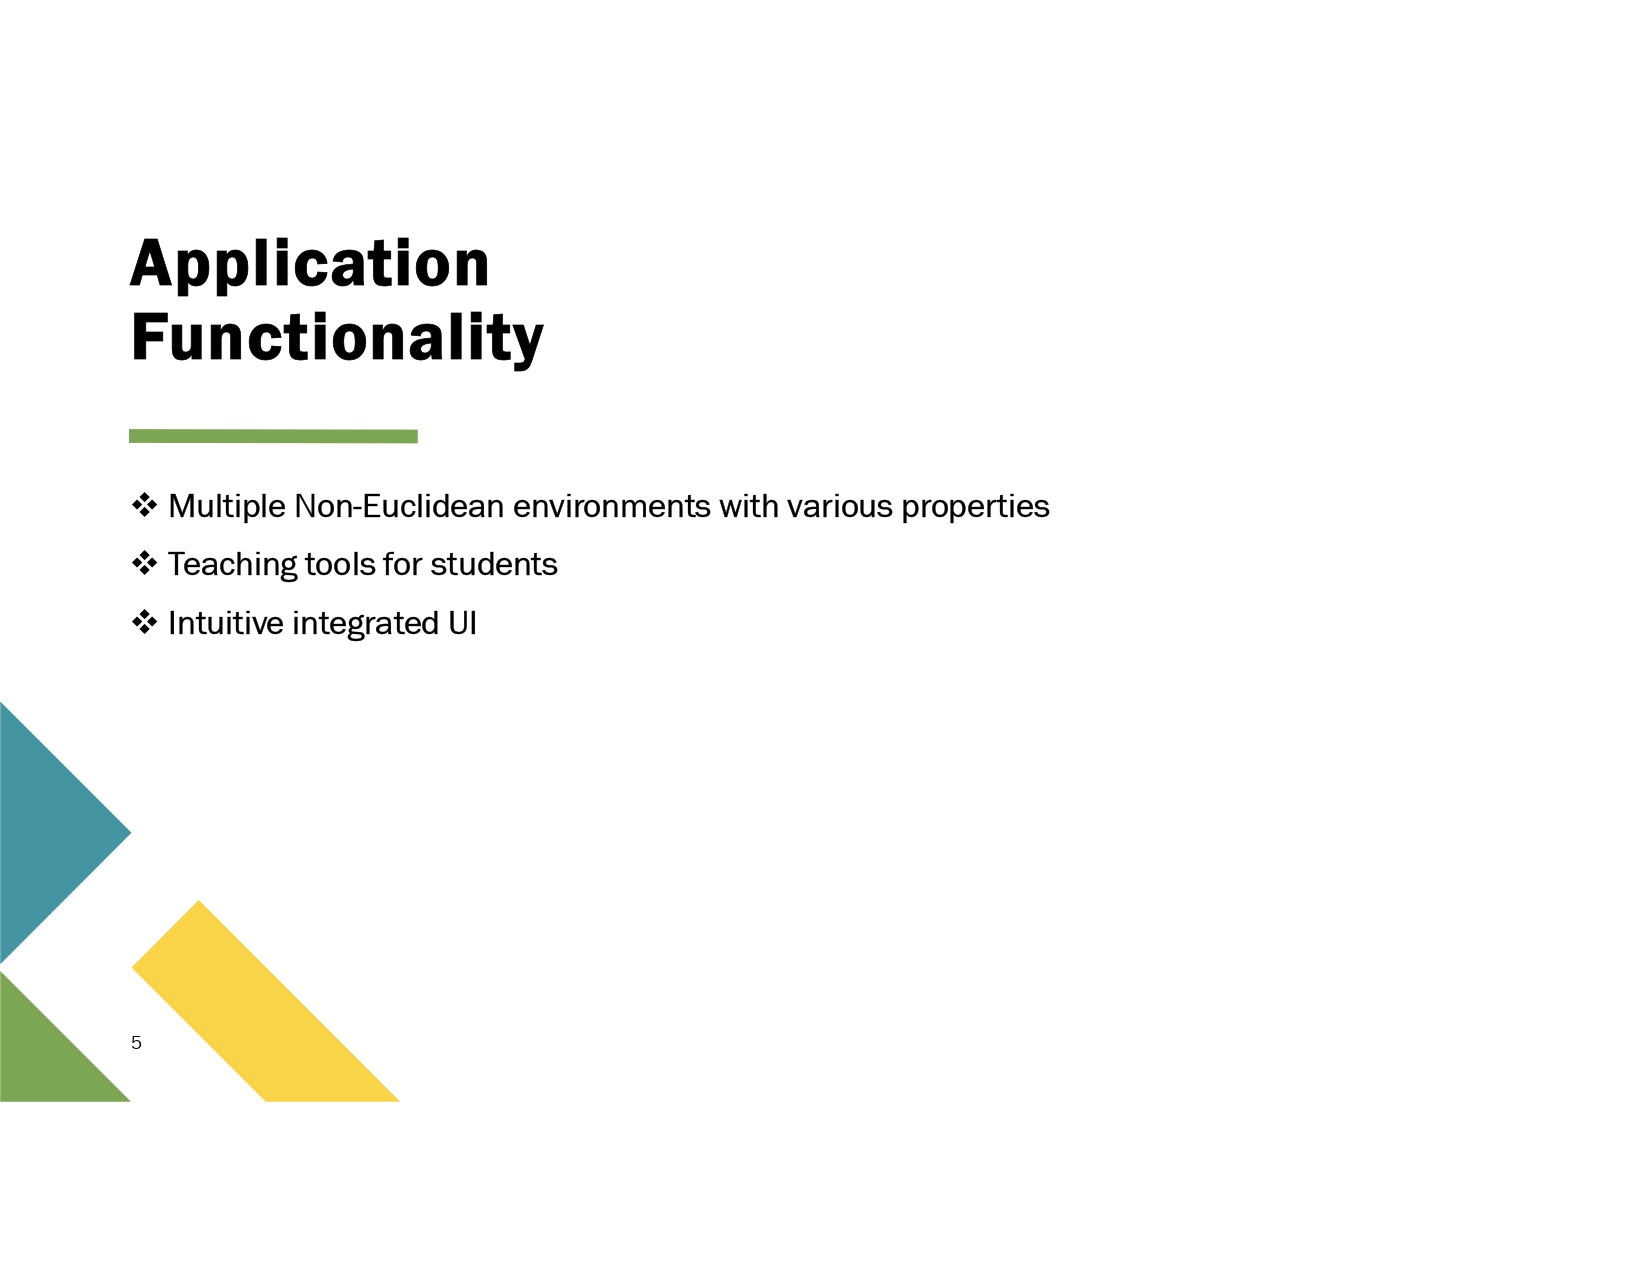 Application
Functionality
❖ Multiple Non-Euclidean environments with various properties
❖ Teaching tools for students
❖ Intuitive integrated UI
5